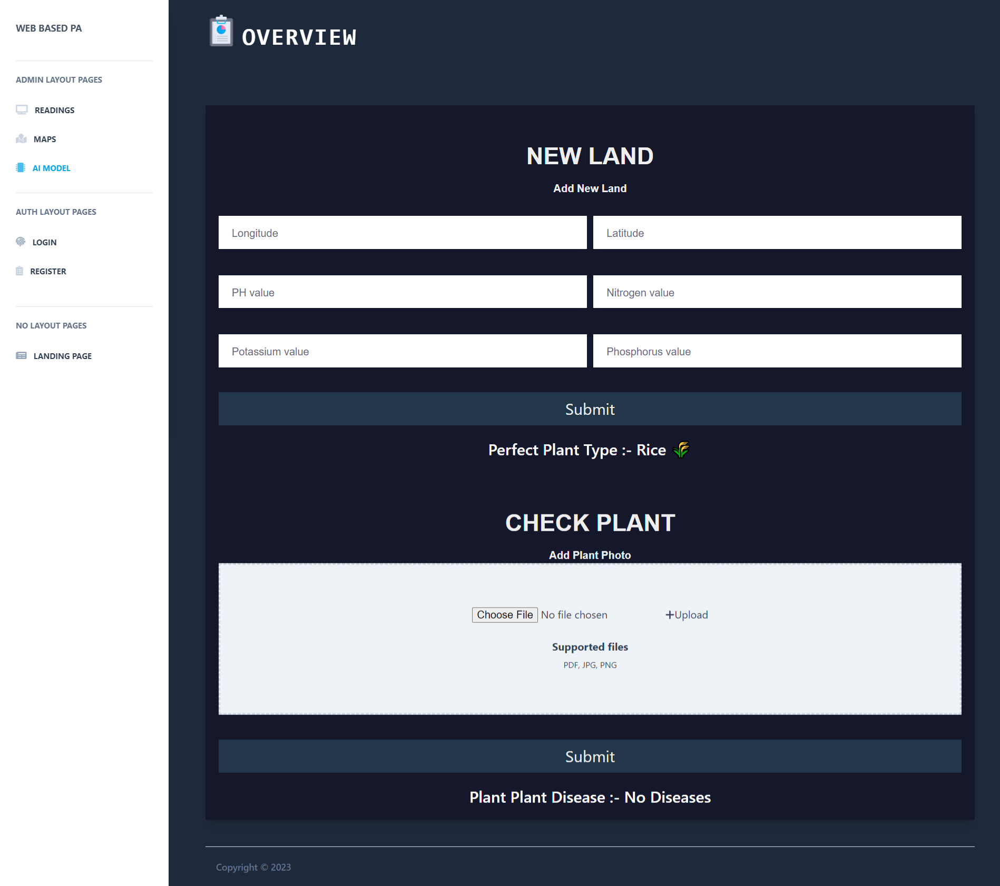 WEB BASED PA
ADMIN LAYOUT PAGES
READINGS
MAPS
AI MODEL
AUTH LAYOUT PAGES
LOGIN
REGISTER
NO LAYOUT PAGES
LANDING PAGE
OVERVIEW
NEW LAND
Add New Land
Longitude
Latitude
PH value
Nitrogen value
Potassium value
Phosphorus value
Submit
Perfect Plant Type :- Rice 🌾
CHECK PLANT
Add Plant Photo
Choose File No file chosen
+Upload
Supported files
PDF, JPG, PNG
Submit
Plant Plant Disease :- No Diseases
Copyright © 2023